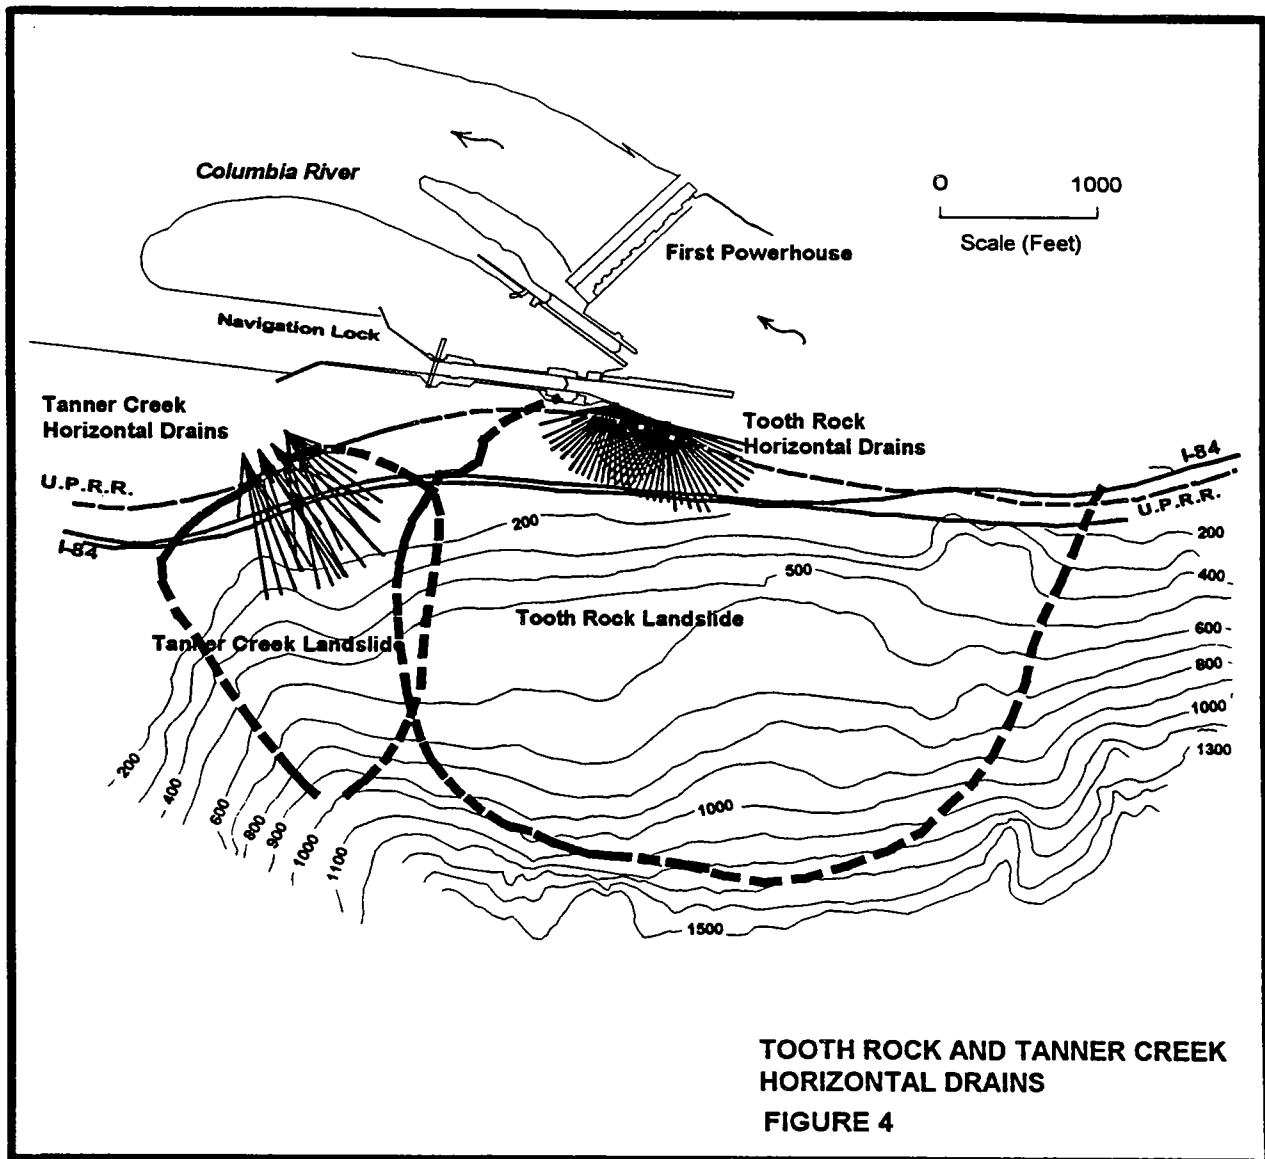 Columbia River
O 1000
Scale (Feet)
First Powerhouse
Navigation Lock
Tanner Creek
Horizontal Drains
Tooth Rock
Horizontal Drains
I-84
U.P.R.R.
U.P.R.R.
I-84
200
200
500
400
Tooth Rock Landslide
Tanner Creek Landslid
600
800
1000
1300
200
400
600
800
900
1000
1100
1000
1500
TOOTH ROCK AND TANNER CREEK
HORIZONTAL DRAINS
FIGURE 4